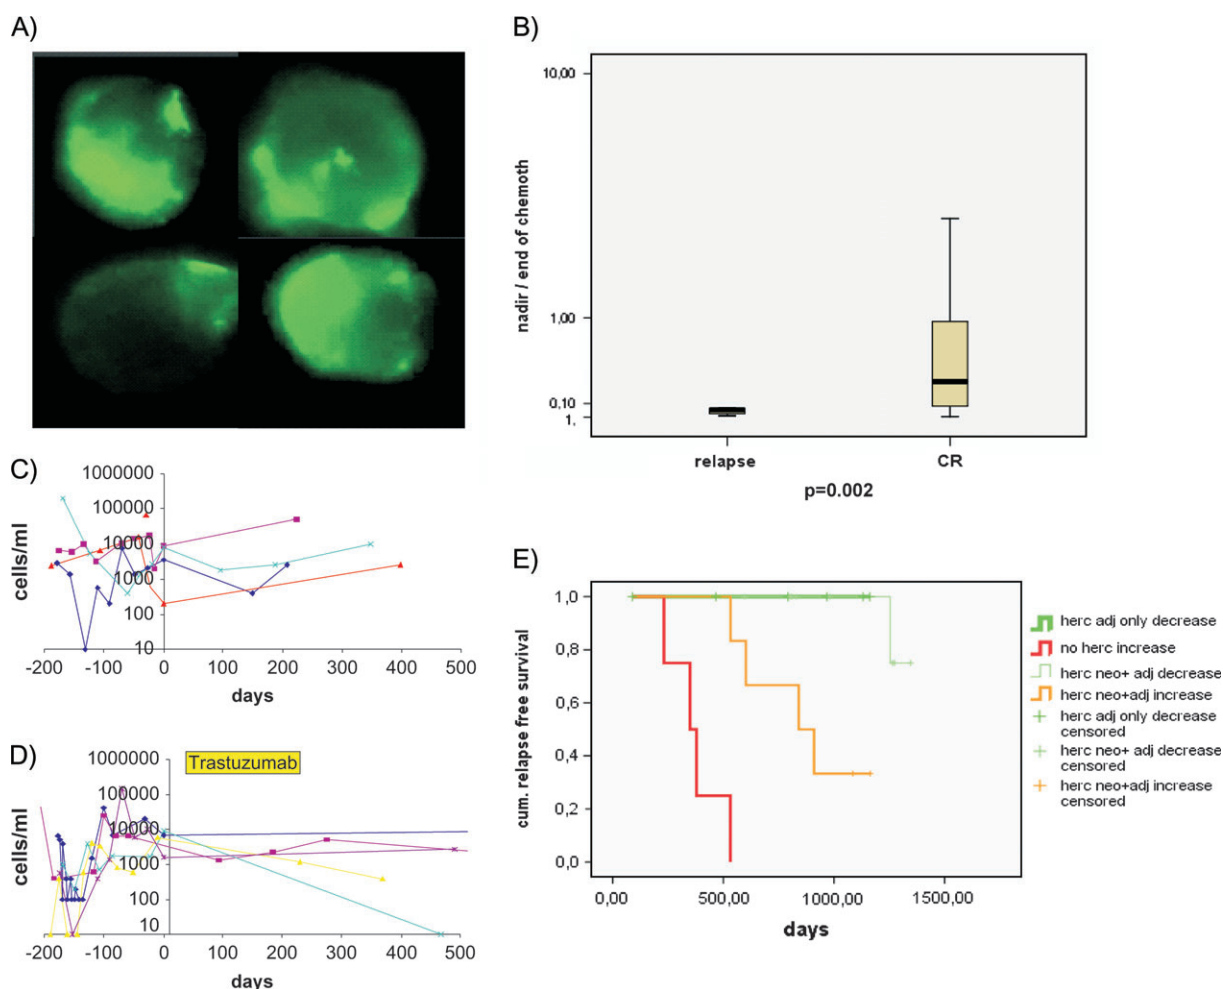 A)
B)
10,00
1,00
0,10
1,
nadir / end of chemoth
relapse
CR
p=0.002
C)
1000000
100000
10000
1000
100
10
cells/ml
-200
-100
0
100
200
300
400
500
days
D)
Trastuzumab
1000000
100000
10000
1000
100
10
cells/ml
-200
-100
0
100
200
300
400
500
days
E)
1,0
0,8
0,6
0,4
0,2
0,0
cum. relapse free survival
0,00
500,00
1000,00
1500,00
days
herc adj only decrease
no herc increase
herc neo+ adj decrease
herc neo+adj increase
herc adj only decrease
censored
herc neo+ adj decrease
censored
herc neo+adj increase
censored